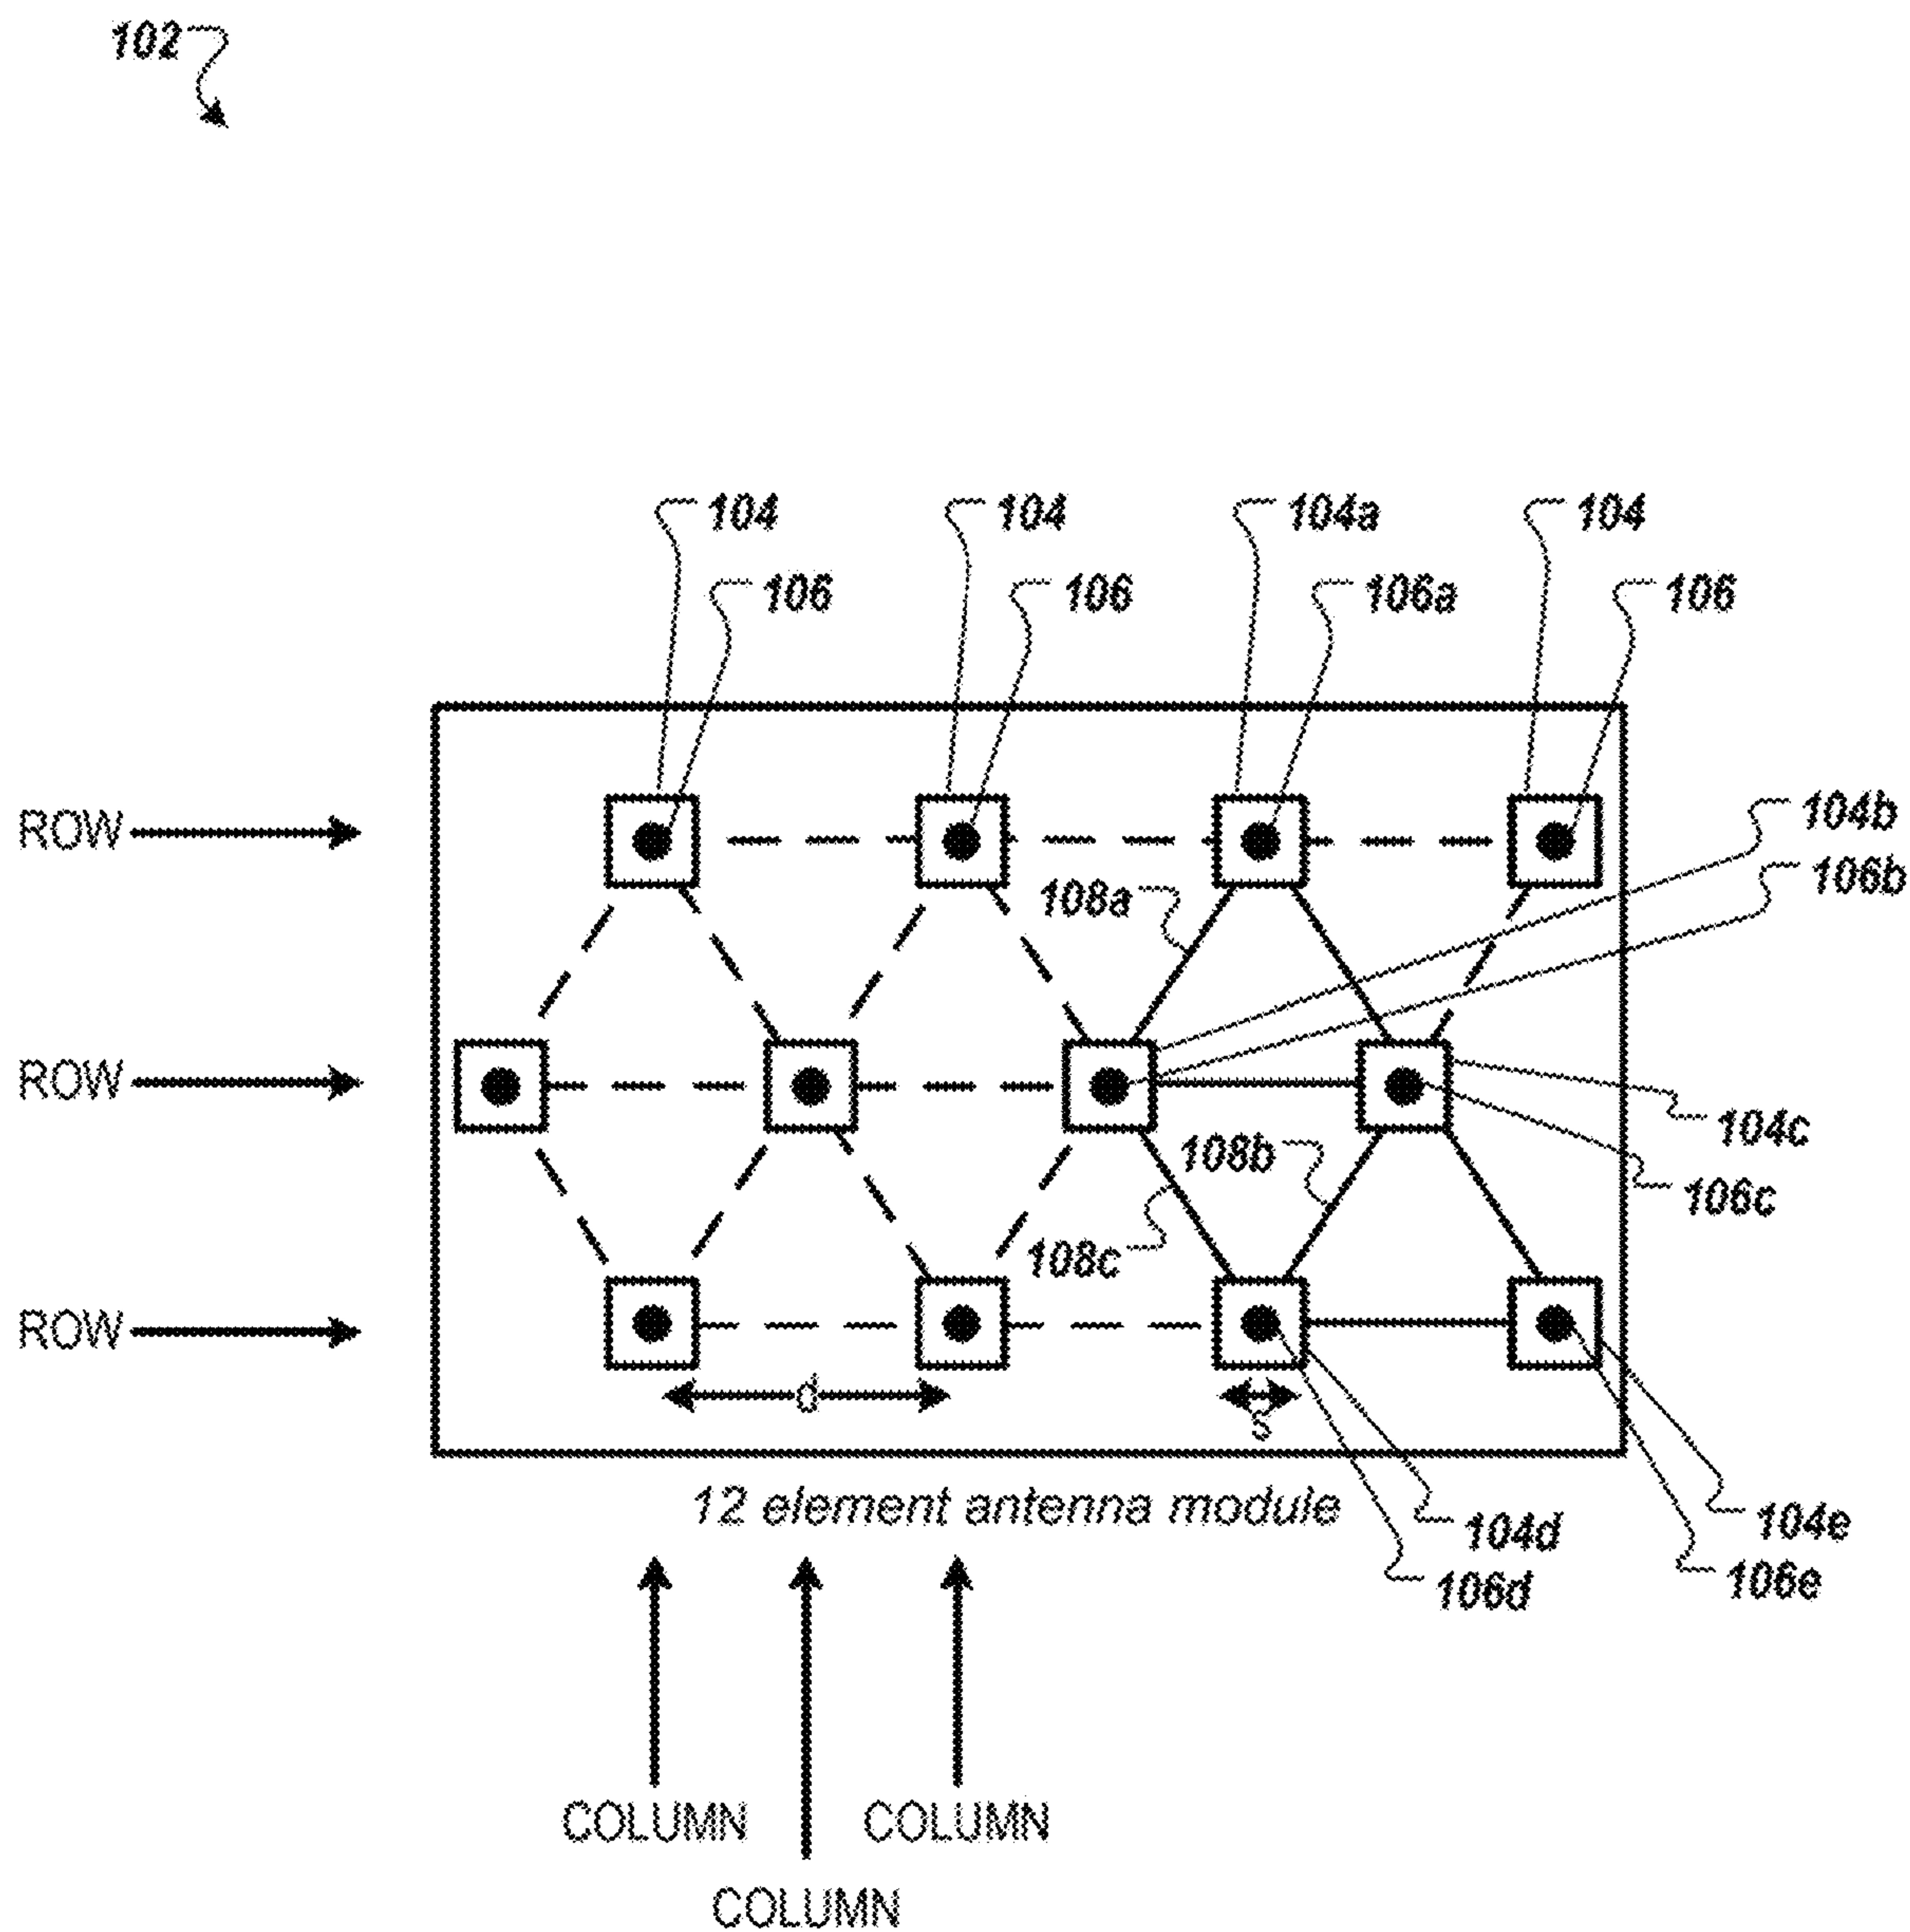 102
104 104 104a 104
106 106 106a 106
104b
ROW
106b
108a
ROW
104c
108b
106c
108c
ROW
d
s
12 element antenna module
104d 104e
106d 106e
COLUMN COLUMN
COLUMN